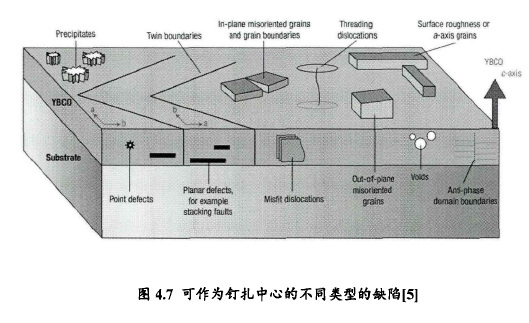 Precipitates
Twin boundaries
In-plane misoriented grains
and grain boundaries
Threading
dislocations
Surface roughness or
a-axis grains
YBCO
c-axis
YBCO
a
b
b
a
Substrate
Point defects
Planar defects,
for example
stacking faults
Misfit dislocations
Out-of-plane
misoriented
grains
Voids
Anti-phase
domain boundaries
图 4.7 可作为钉扎中心的不同类型的缺陷[5]